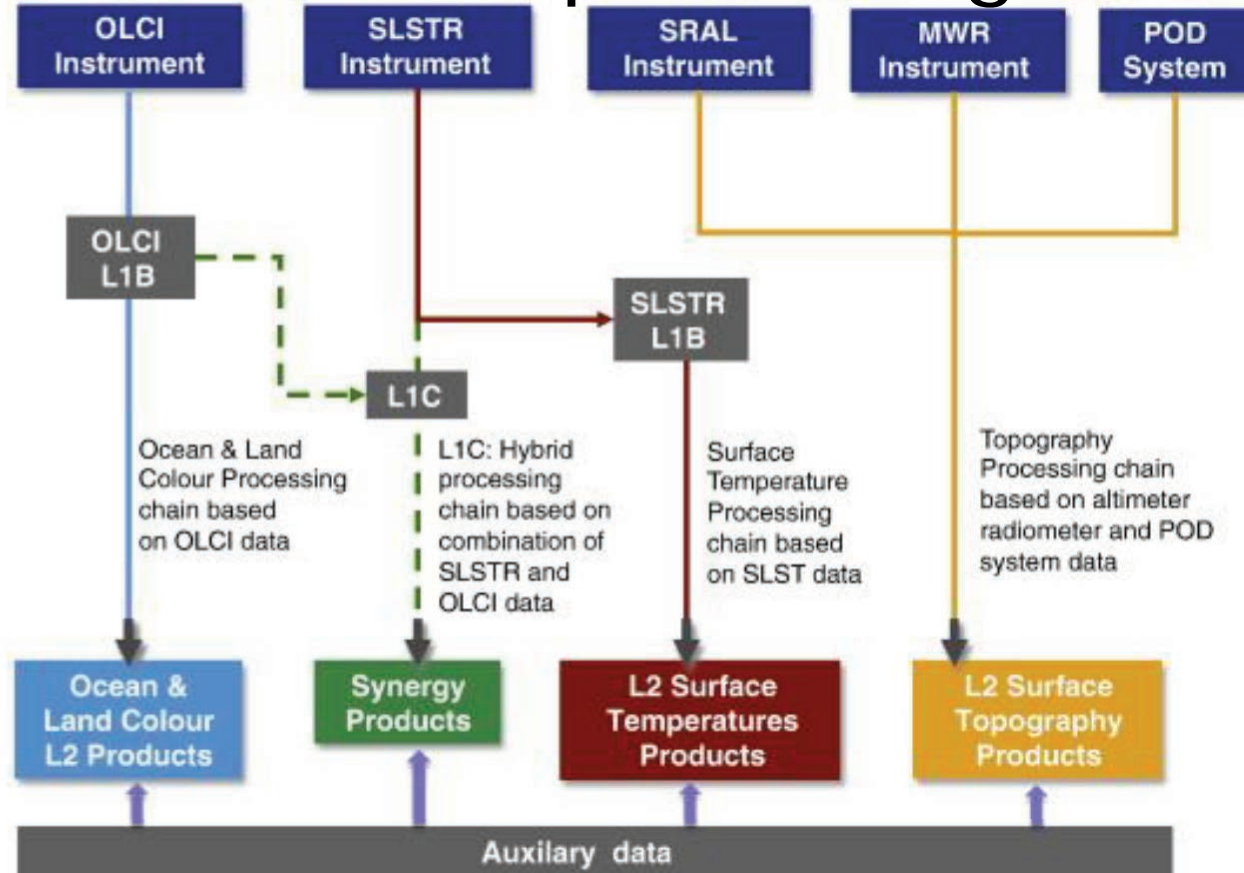 OLCI
Instrument
SLSTR
Instrument
SRAL
Instrument
MWR
Instrument
POD
System
OLCI
L1B
SLSTR
L1B
L1C
Ocean & Land
Colour Processing
chain based
on OLCI data
L1C: Hybrid
processing
chain based on
combination of
SLSTR and
OLCI data
Surface
Temperature
Processing
chain based
on SLST data
Topography
Processing chain
based on altimeter
radiometer and POD
system data
Ocean &
Land Colour
L2 Products
Synergy
Products
L2 Surface
Temperatures
Products
L2 Surface
Topography
Products
Auxilary data